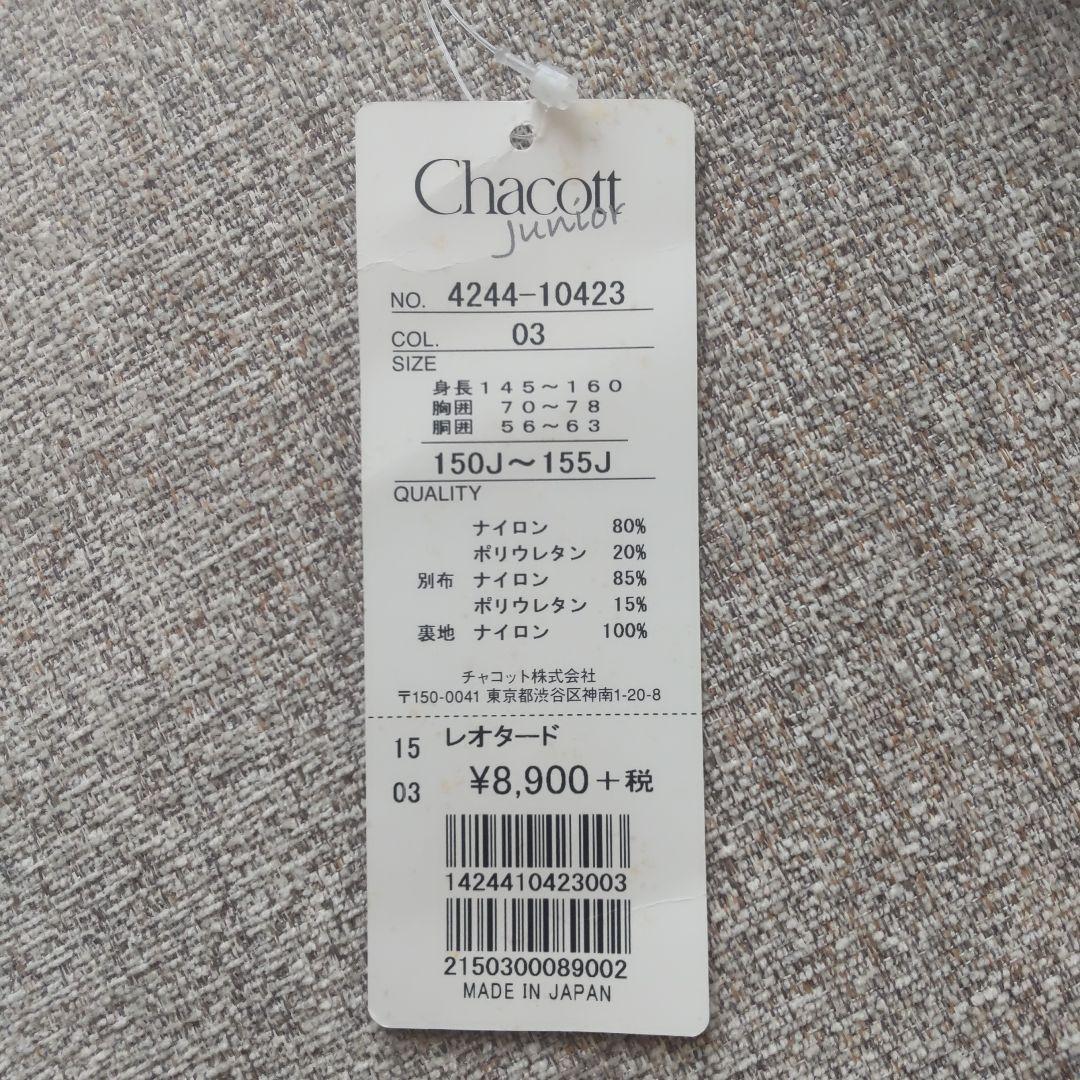 Chacott
junior
NO. 4244-10423
COL. 03
SIZE
身長145～160
胸囲 70～78
胴囲 56～63
150J～155J
QUALITY
ナイロン 80%
ポリウレタン 20%
別布 ナイロン 85%
ポリウレタン 15%
裏地 ナイロン 100%
チャコット株式会社
〒150-0041 東京都渋谷区神南1-20-8
15 レオタード
03 ¥8,900+税
1424410423003
2150300089002
MADE IN JAPAN